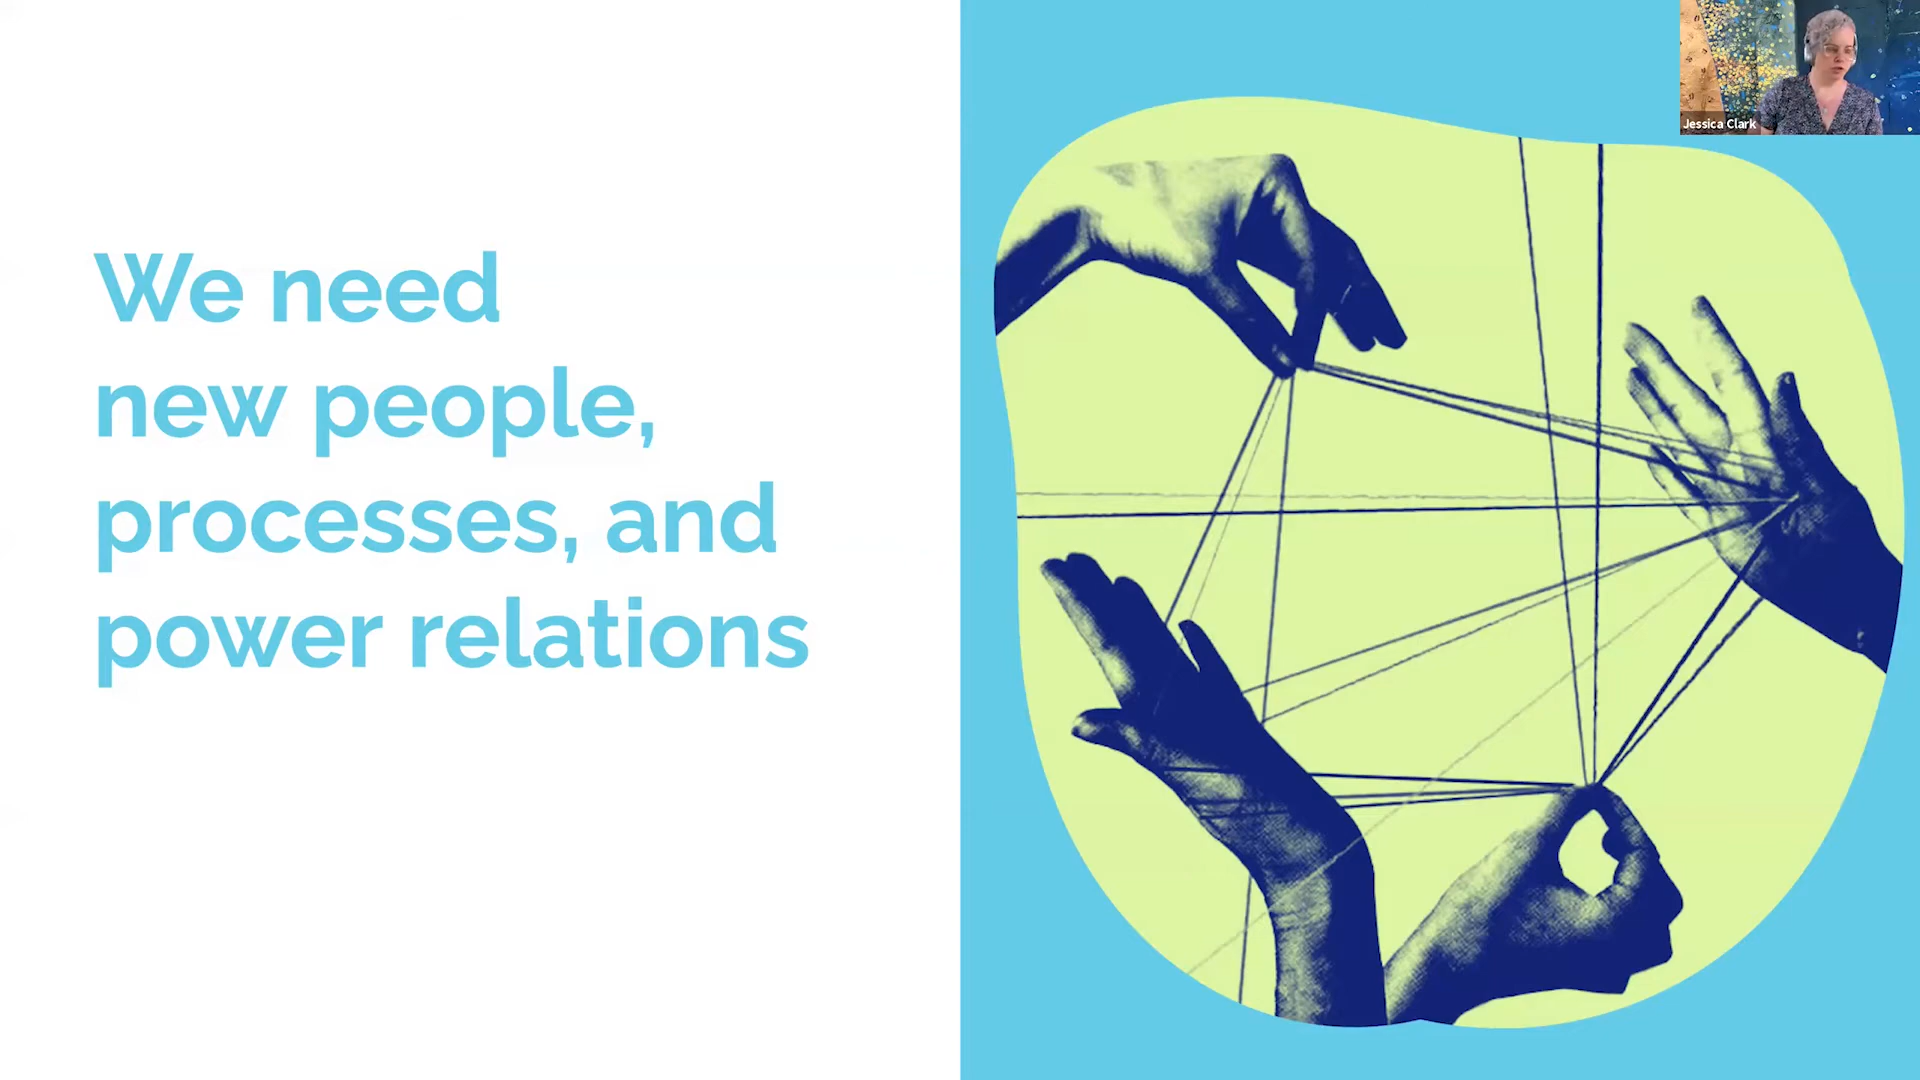 We need
new people,
processes, and
power relations
Jessica Clark